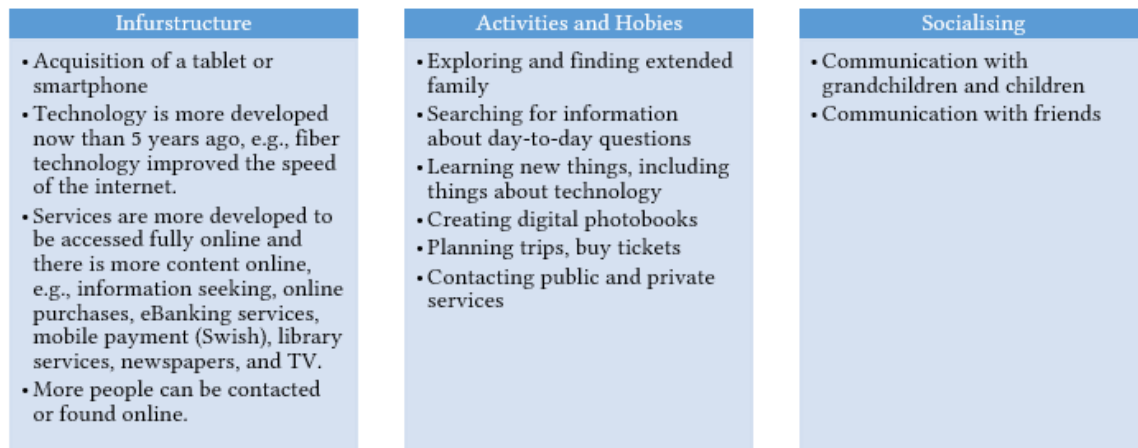 Infurstructure
• Acquisition of a tablet or
smartphone
• Technology is more developed
now than 5 years ago, e.g., fiber
technology improved the speed
of the internet.
• Services are more developed to
be accessed fully online and
there is more content online,
e.g., information seeking, online
purchases, eBanking services,
mobile payment (Swish), library
services, newspapers, and TV.
• More people can be contacted
or found online.
Activities and Hobies
• Exploring and finding extended
family
• Searching for information
about day-to-day questions
• Learning new things, including
things about technology
• Creating digital photobooks
• Planning trips, buy tickets
• Contacting public and private
services
Socialising
• Communication with
grandchildren and children
• Communication with friends